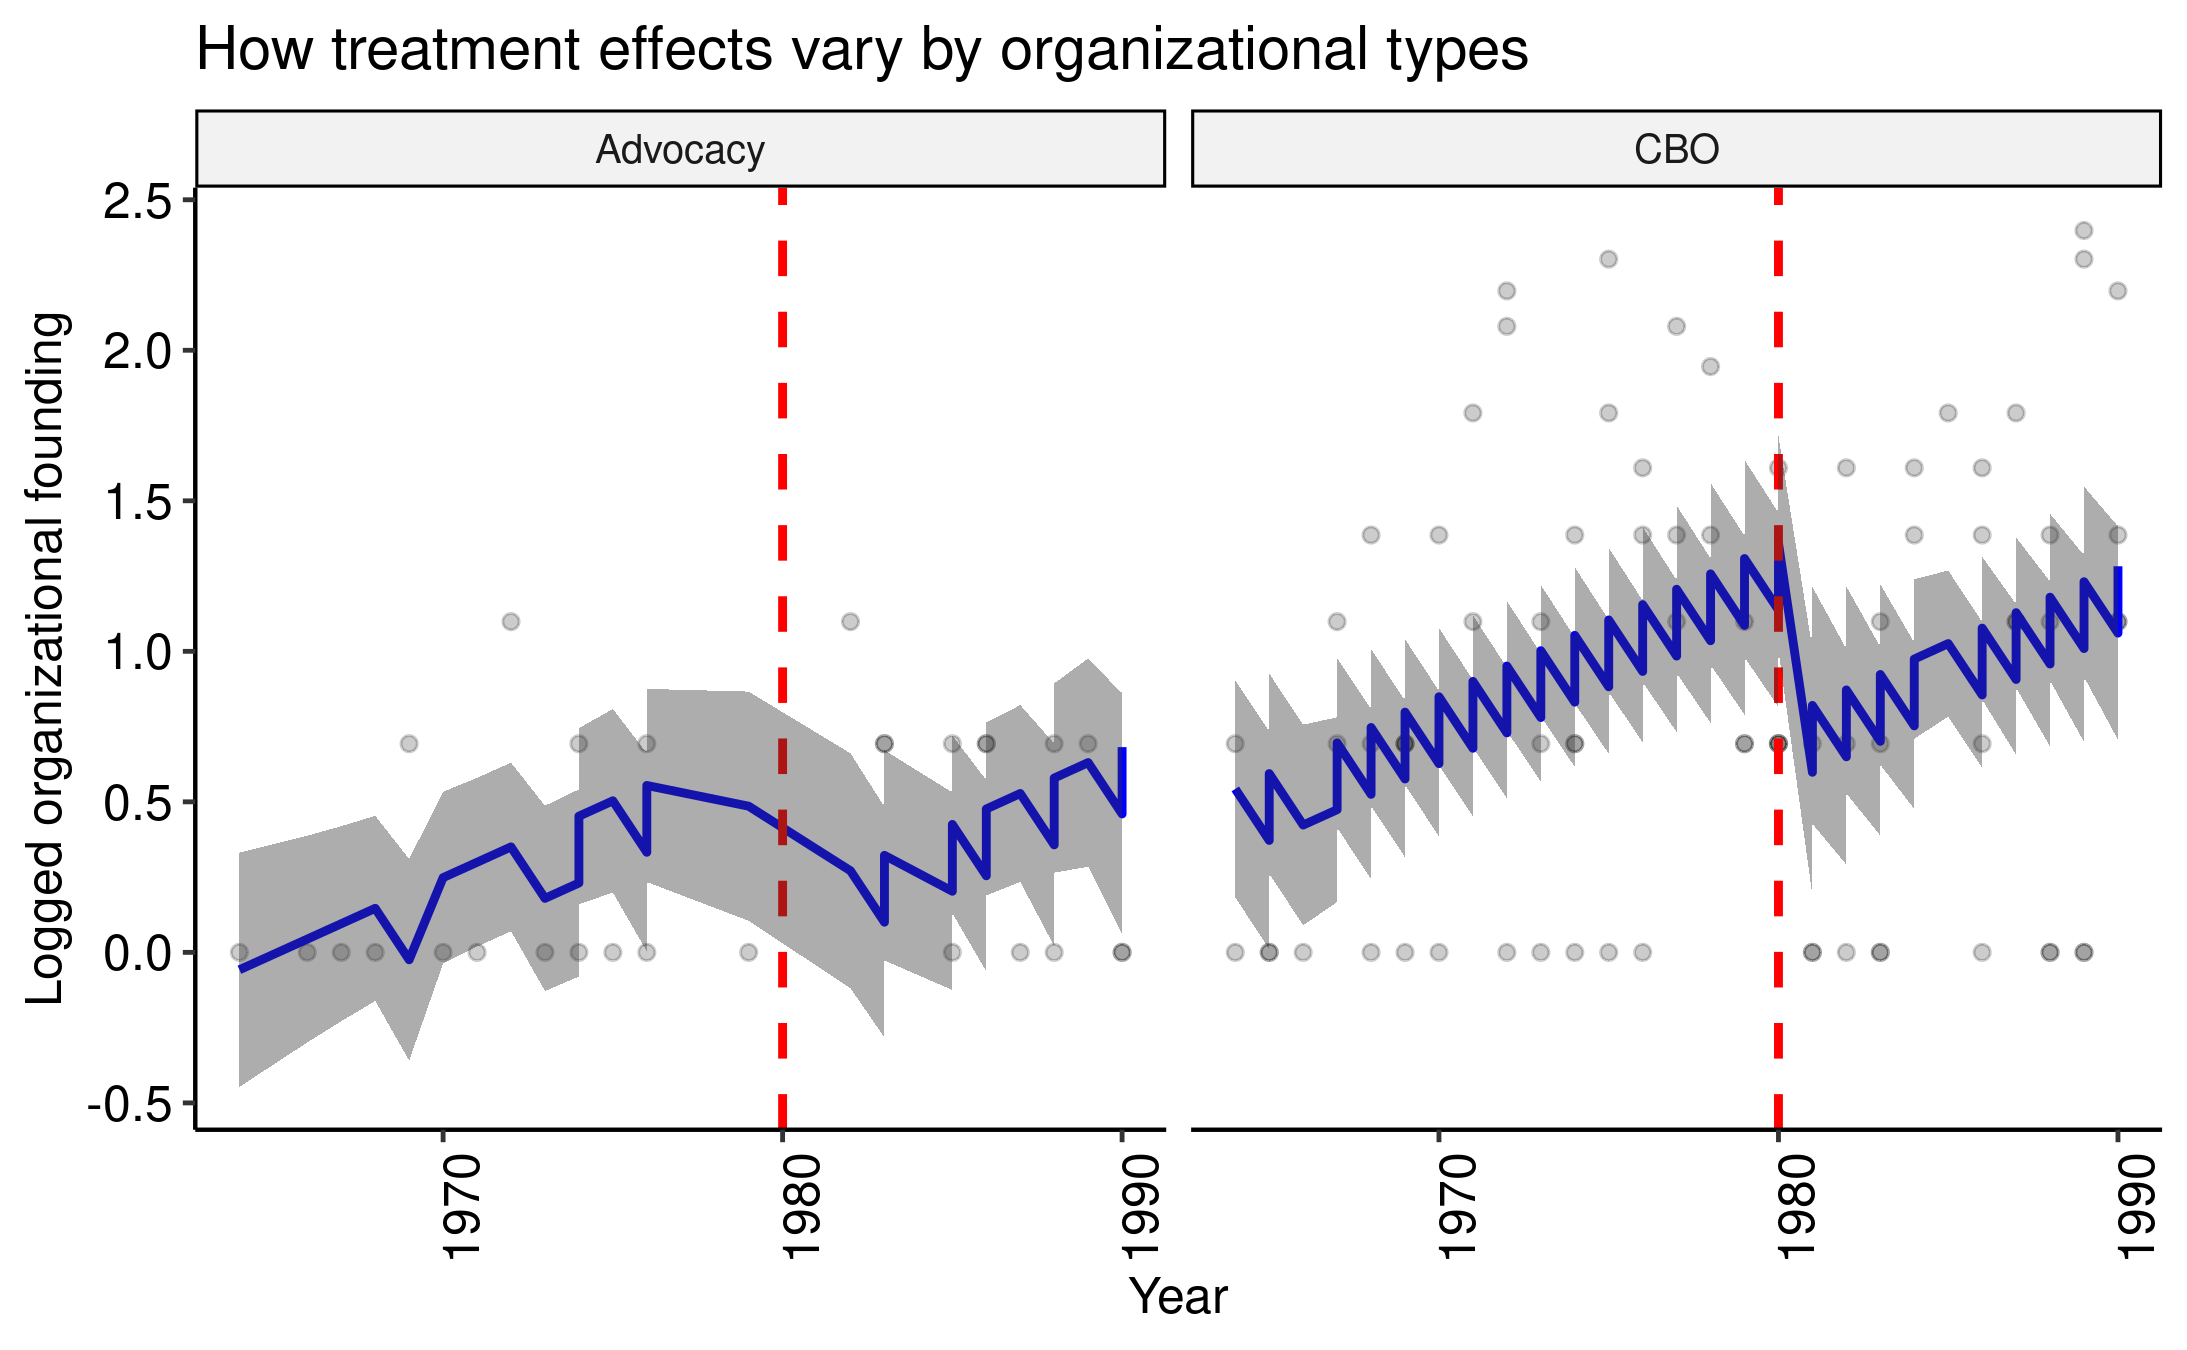 How treatment effects vary by organizational types
Advocacy
CBO
Logged organizational founding
2.5
2.0
1.5
1.0
0.5
0.0
-0.5
1970
1980
1990
1970
1980
1990
Year